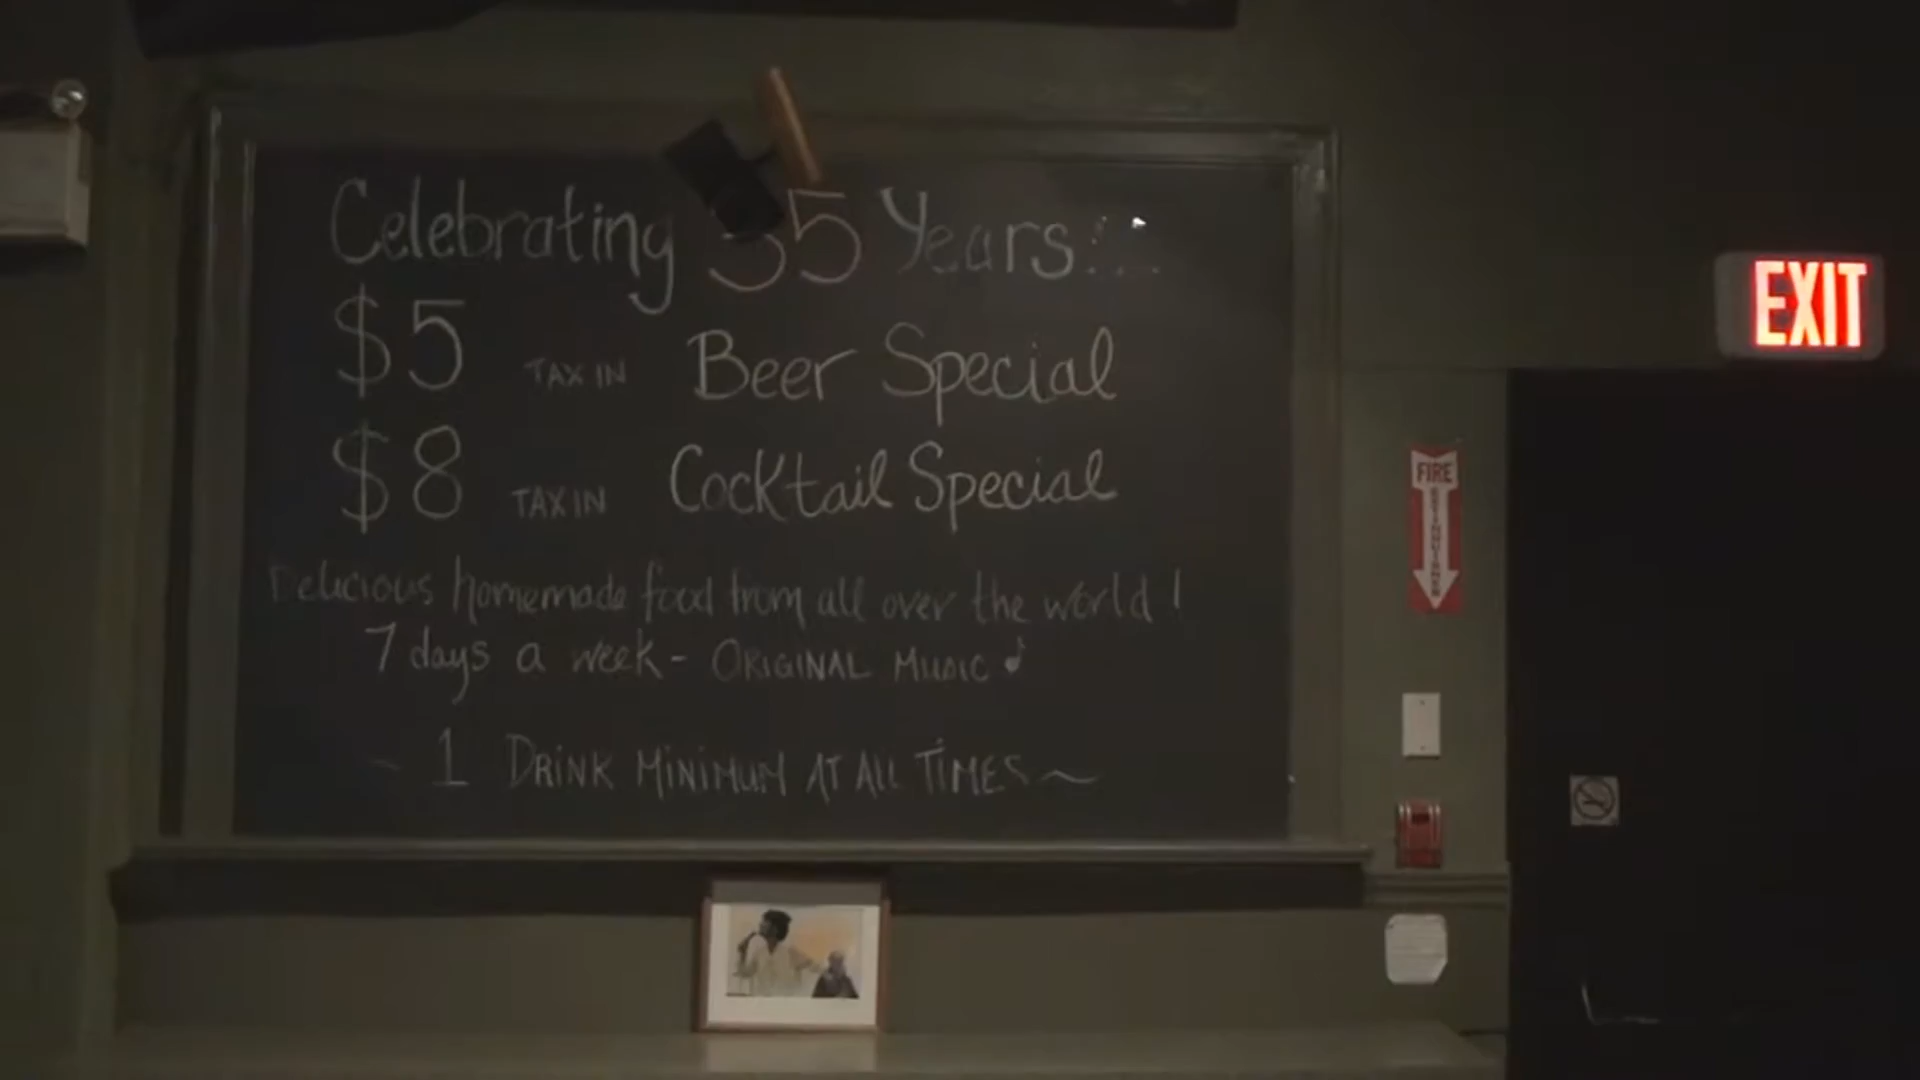 Celebrating 35 Years!...
$5 TAX IN Beer Special
$8 TAX IN Cocktail Special
Delicious homemade food from all over the world!
7 days a week - ORIGINAL MUSIC ♪
~ 1 DRINK MINIMUM AT ALL TIMES ~
EXIT
FIRE
EXTINGUISHER